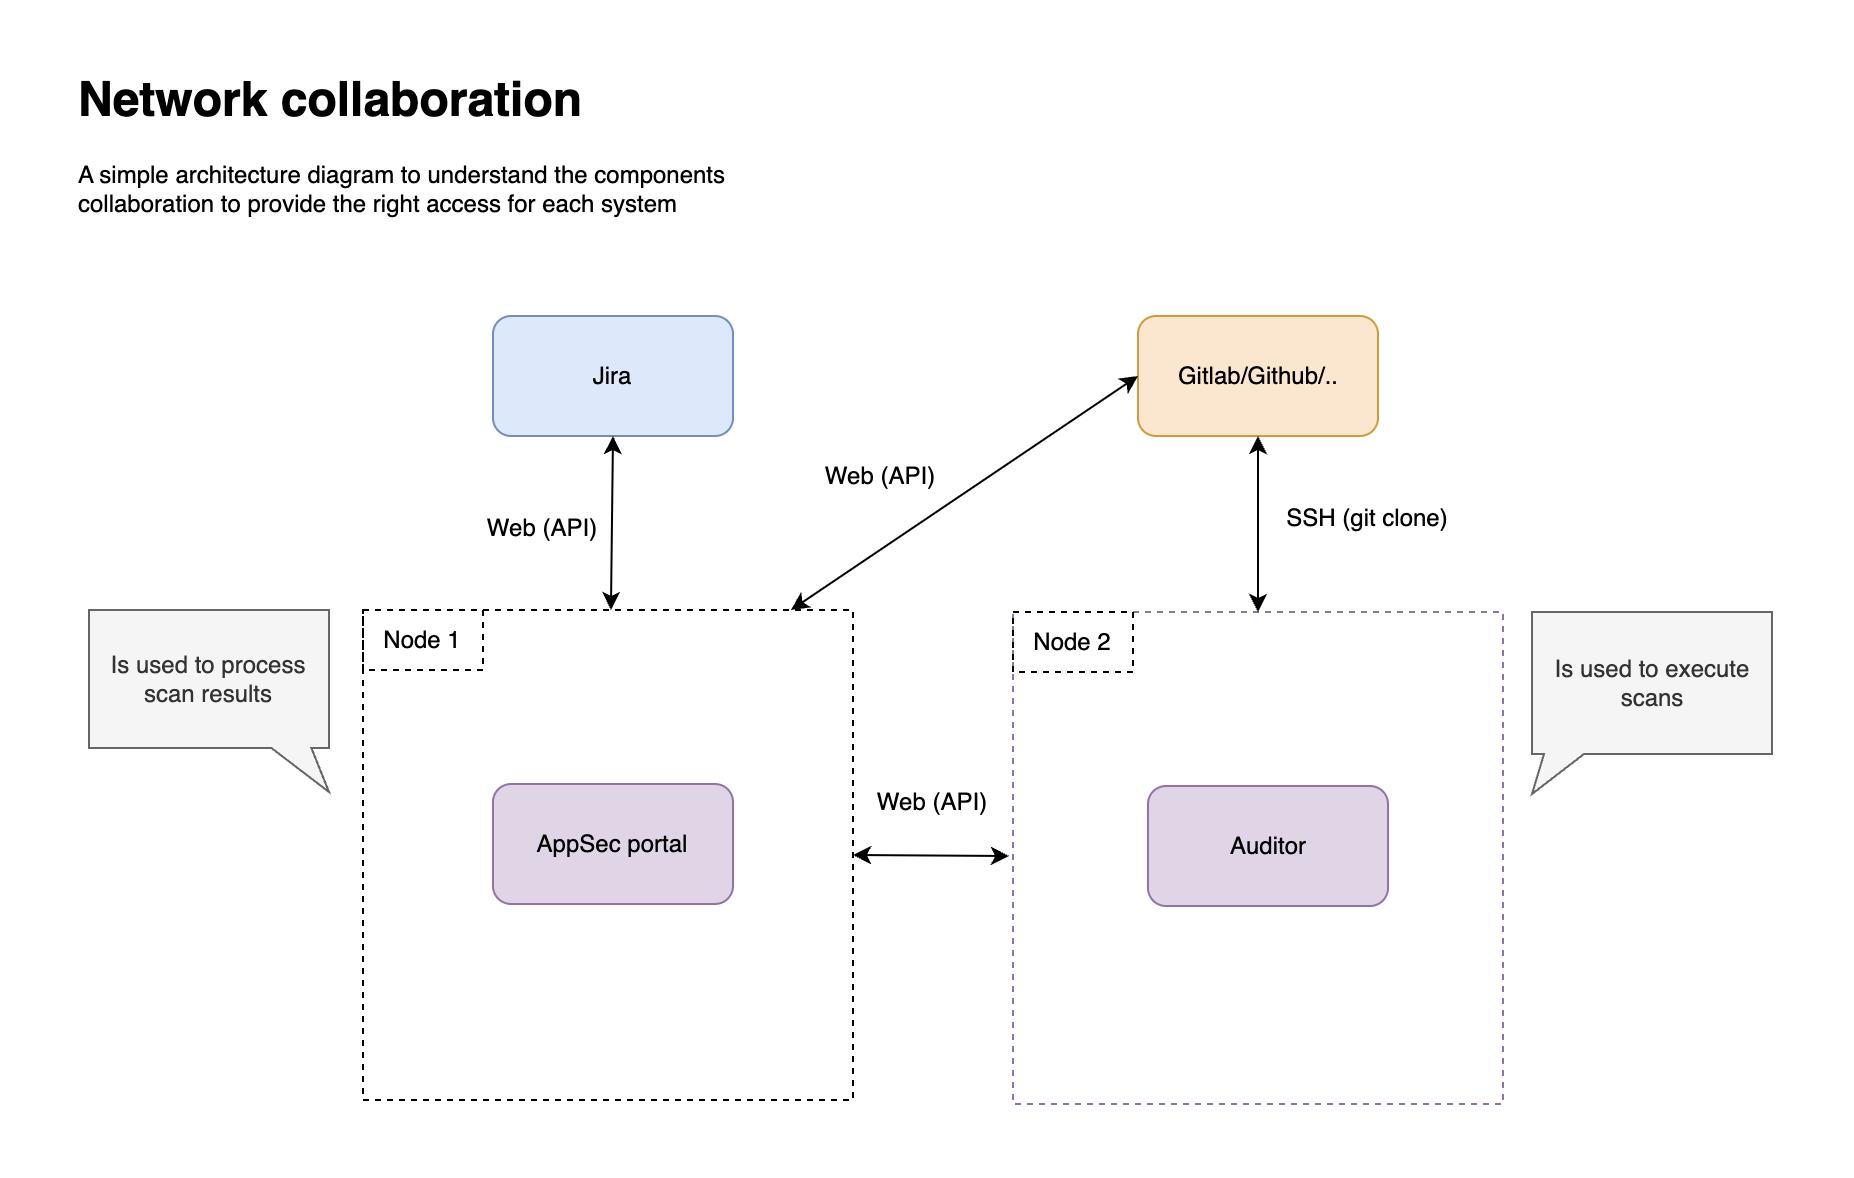 Network collaboration
A simple architecture diagram to understand the components
collaboration to provide the right access for each system
Jira
Gitlab/Github/..
Web (API)
Web (API)
SSH (git clone)
Is used to process
scan results
Node 1
Node 2
Is used to execute
scans
Web (API)
AppSec portal
Auditor